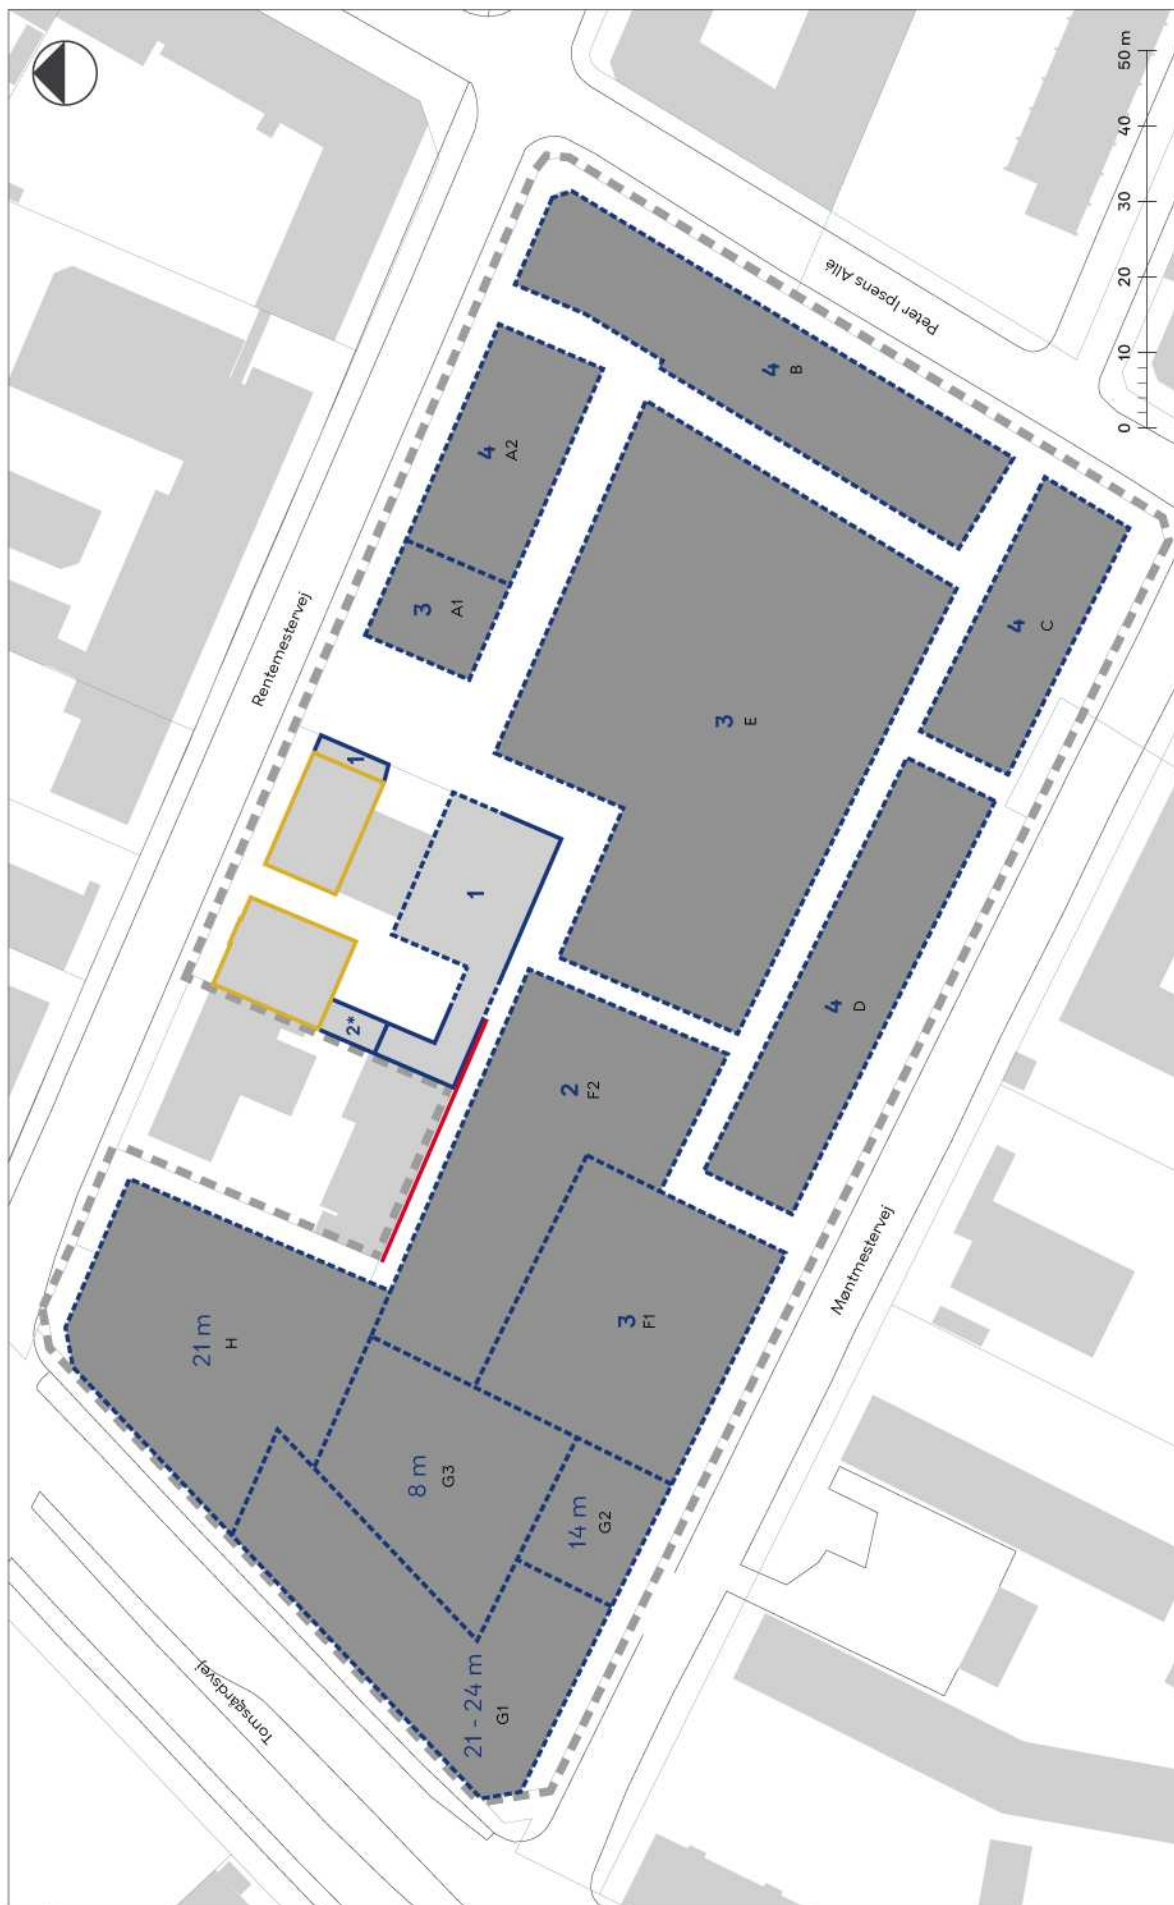 21 m
H
Tomsgårdsvej
Rentemestervej
2*
1
8 m
G3
3
A1
1
21 - 24 m
G1
4
A2
14 m
G2
2
F2
3
F1
3
E
4
B
4
D
Møntmestervej
Peter Ipsens Allé
4
C
0 10 20 30 40 50 m